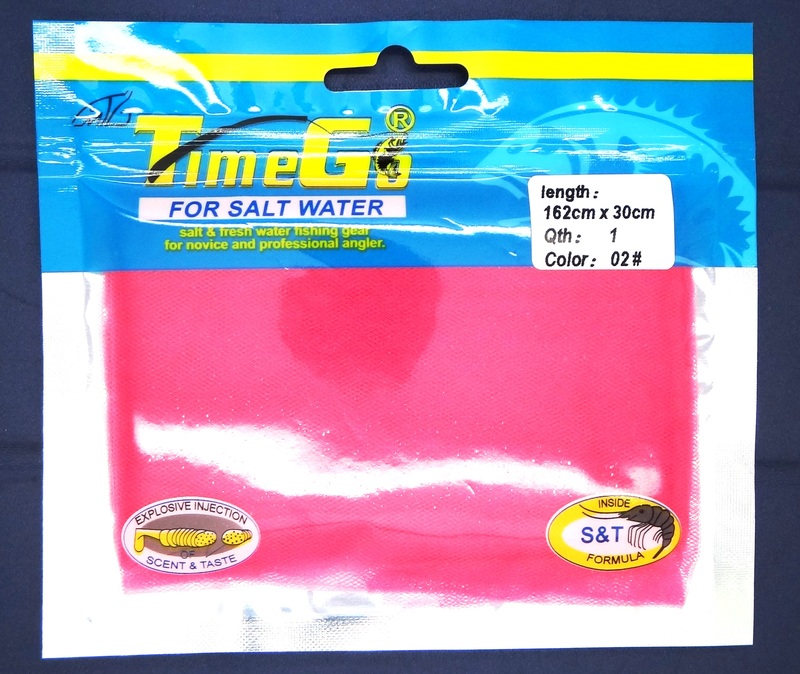 TimeGo®
FOR SALT WATER
salt & fresh water fishing gear
for novice and professional angler.
length:
162cm x 30cm
Qth: 1
Color: 02#
EXPLOSIVE INJECTION
OF
SCENT & TASTE
INSIDE
S&T
FORMULA